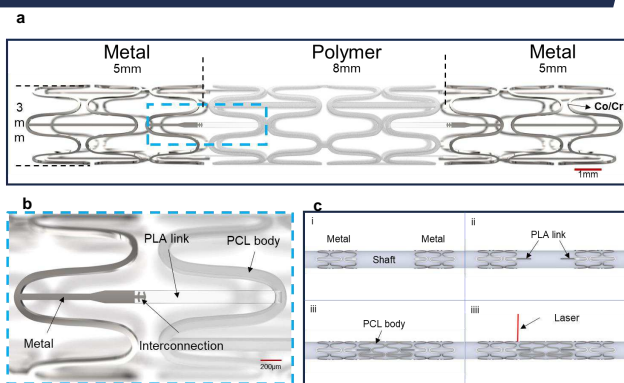 a
Metal
5mm
Polymer
8mm
Metal
5mm
3
m
m
Co/Cr
1mm
b
PLA link
PCL body
Metal
Interconnection
200μm
c
i
Metal
Metal
Shaft
ii
PLA link
iii
PCL body
iiii
Laser